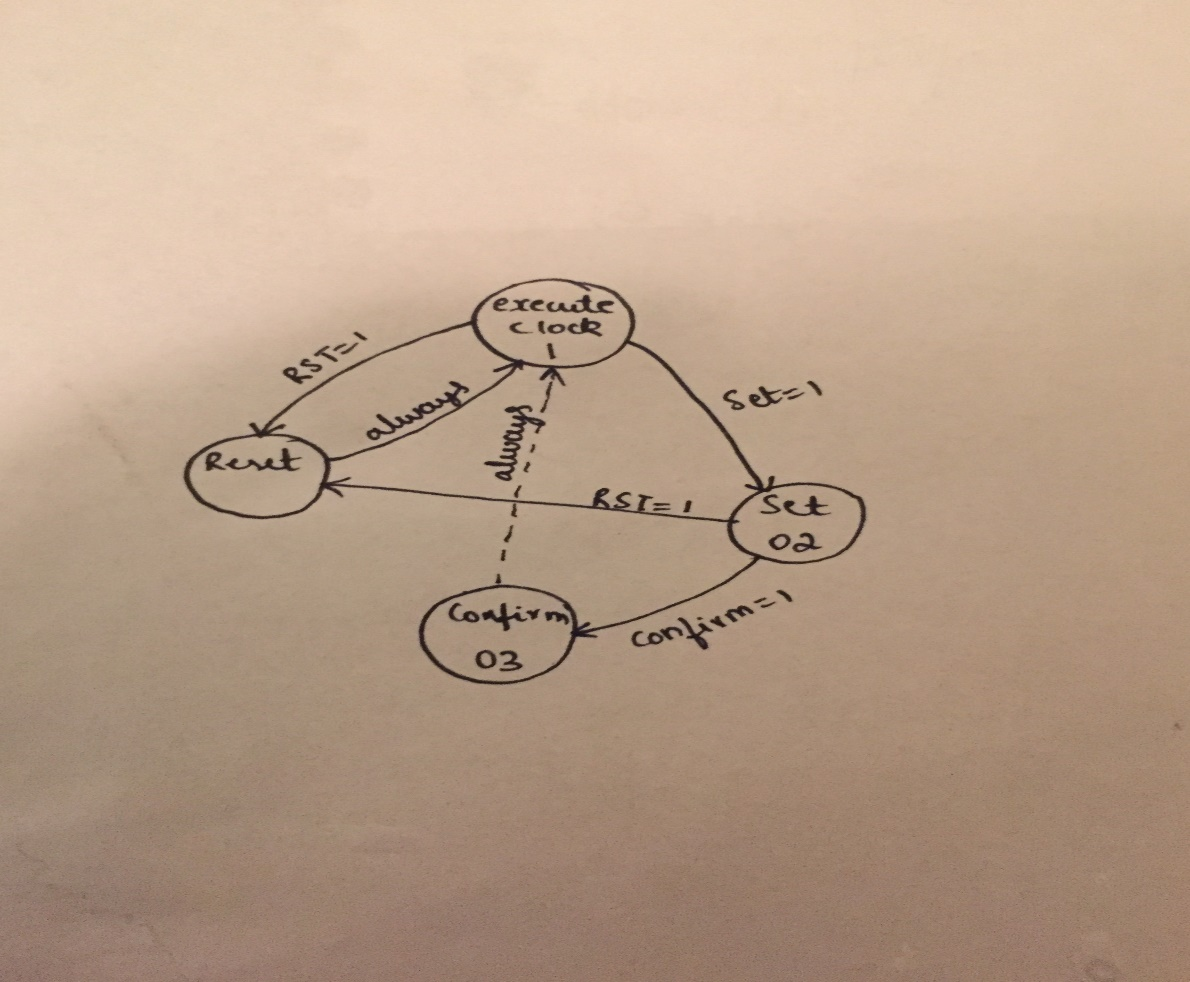 execute
clock
1
RST=1
always
always
Set=1
Reset
RST=1
Set
02
Confirm
03
confirm=1